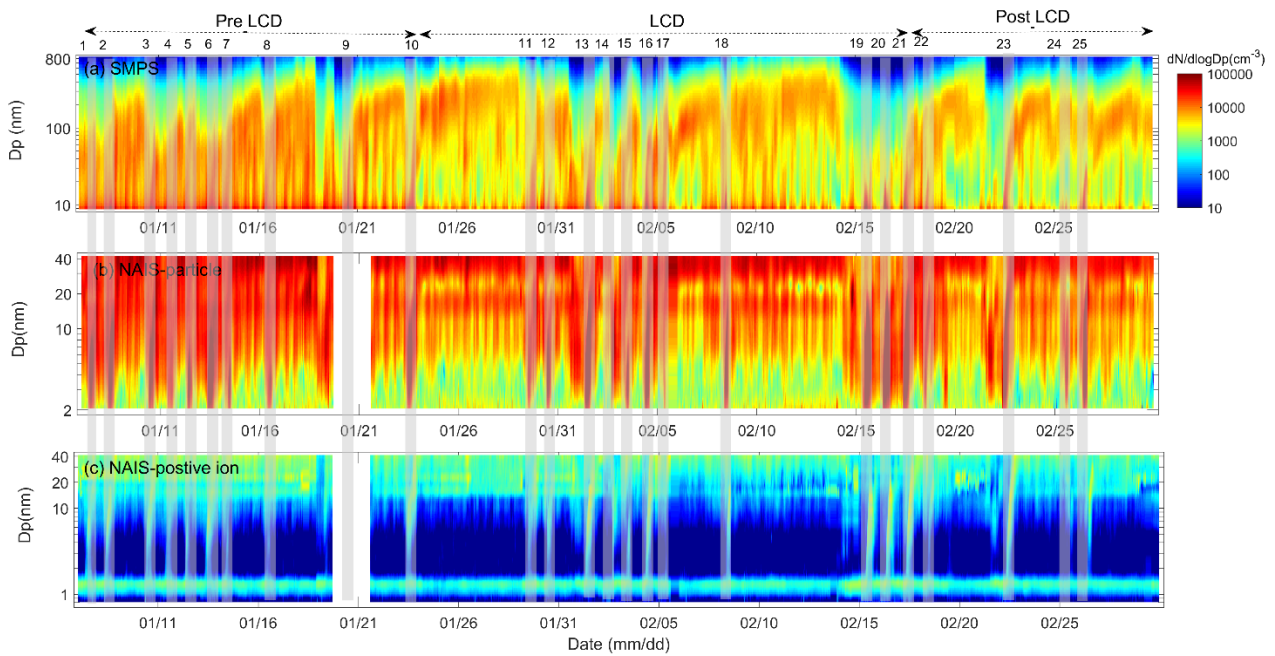 Pre LCD LCD Post LCD
1 2 3 4 5 6 7 8 9 10 11 12 13 14 15 16 17 18 19 20 21 22 23 24 25
dN/dlogDp(cm-3)
(a) SMPS
Dp (nm)
800
100
10
100000
10000
1000
100
10
01/11 01/16 01/21 01/26 01/31 02/05 02/10 02/15 02/20 02/25
(b) NAIS-particle
Dp(nm)
40
20
10
2
01/11 01/16 01/21 01/26 01/31 02/05 02/10 02/15 02/20 02/25
(c) NAIS-postive ion
Dp(nm)
40
20
10
1
01/11 01/16 01/21 01/26 01/31 02/05 02/10 02/15 02/20 02/25
Date (mm/dd)